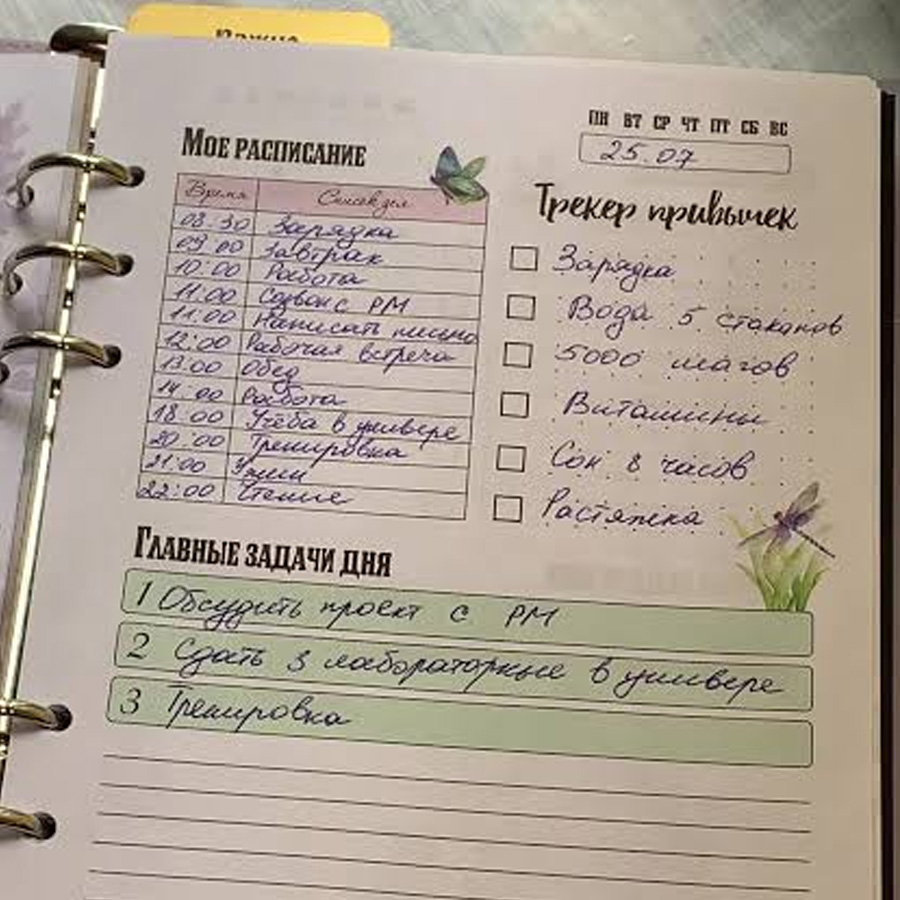 Важно
ПН ВТ СР ЧТ ПТ СБ ВС
25.07
МОЕ РАСПИСАНИЕ
Время Список дел
08:30 Зарядка
09:00 Завтрак
10:00 Работа
11:00 Созвон с PM
11:00 Написать письмо
12:00 Рабочая встреча
13:00 Обед
14:00 Работа
18:00 Учёба в универе
20:00 Тренировка
21:00 Ужин
22:00 Чтение
Трекер привычек
Зарядка
Вода 5 стаканов
5000 шагов
Витамины
Сон 8 часов
Растяжка
ГЛАВНЫЕ ЗАДАЧИ ДНЯ
1 Обсудить проект с PM
2 Сдать 3 лабораторные в универе
3 Тренировка